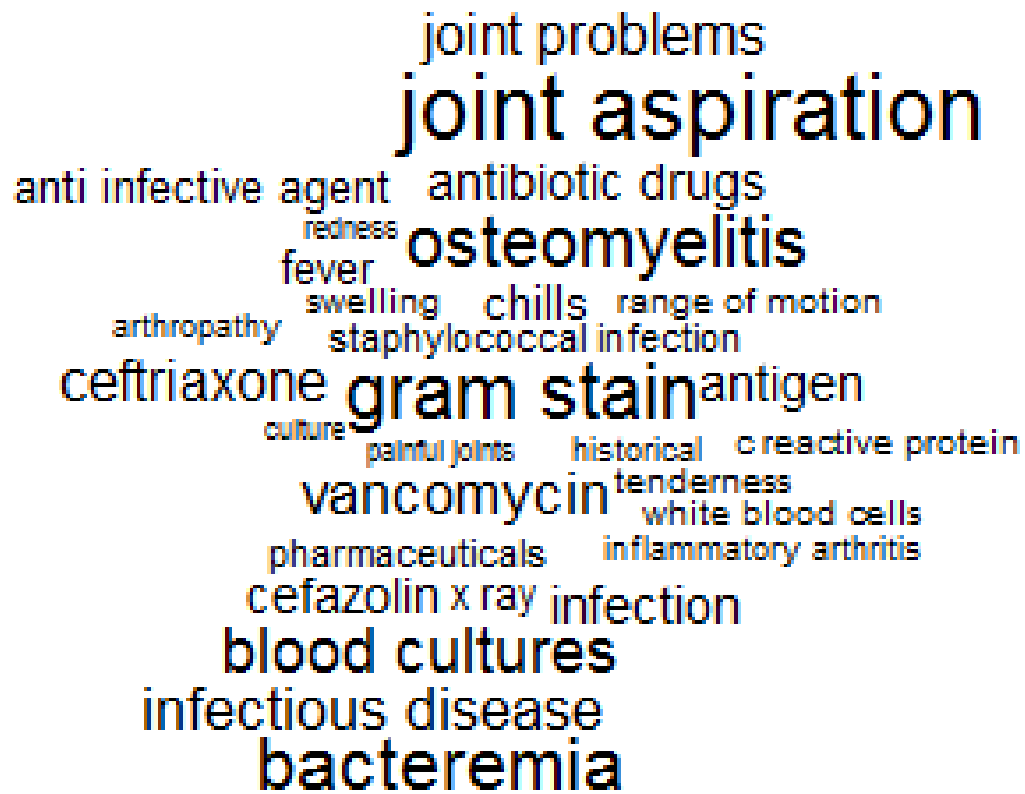 joint problems
joint aspiration
anti infective agent antibiotic drugs
redness osteomyelitis
fever
swelling chills range of motion
arthropathy staphylococcal infection
ceftriaxone gram stain antigen
culture painful joints historical c reactive protein
vancomycin tenderness
white blood cells
pharmaceuticals inflammatory arthritis
cefazolin x ray infection
blood cultures
infectious disease
bacteremia